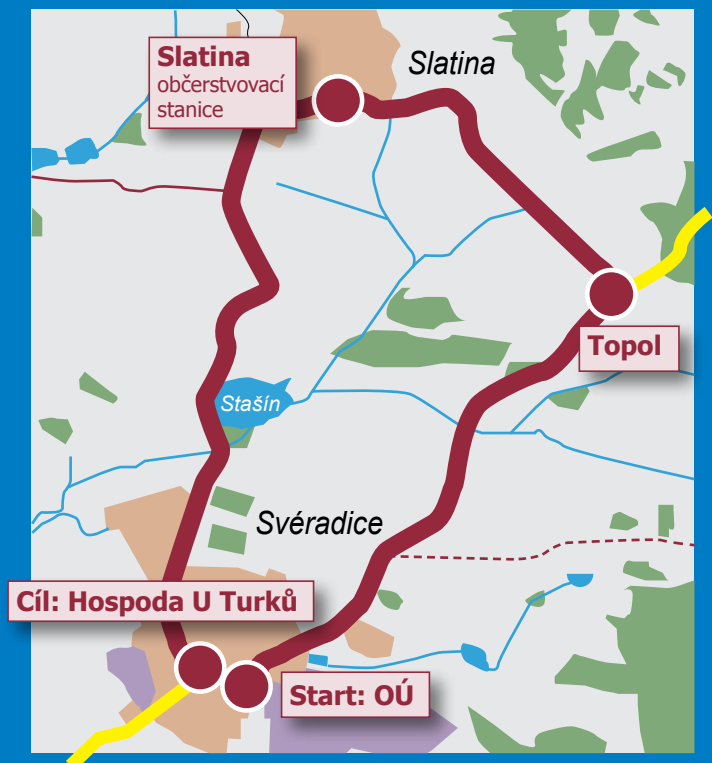 Slatina
občerstvovací
stanice
Slatina
Topol
Stašín
Svéradice
Cíl: Hospoda U Turků
Start: OÚ